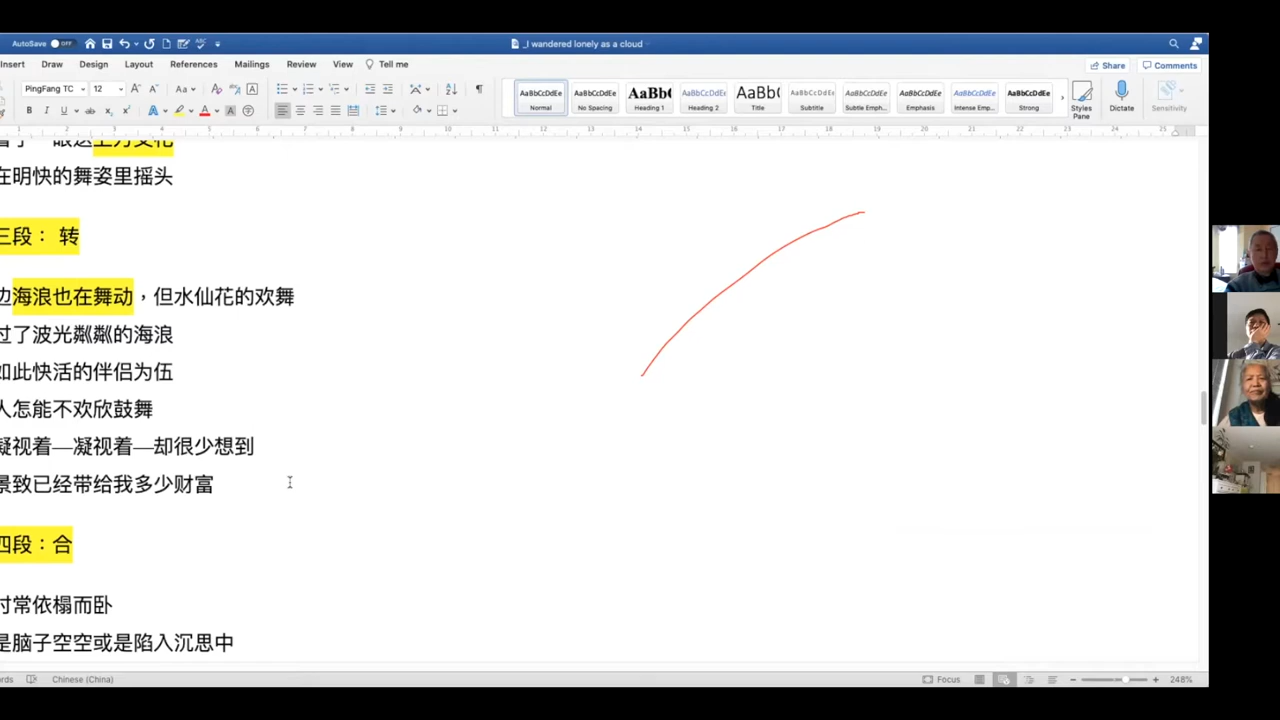 AutoSave OFF
_I wandered lonely as a cloud
Insert Draw Design Layout References Mailings Review View Tell me
Share Comments
PingFang TC 12
AaBbCcDdEe AaBbCcDdEe AaBbC AaBbCcDdEe AaBb AaBbCcDdEe AaBbCcDdEe AaBbCcDdEe AaBbCcDdEe AaBbCcDdEe
Normal No Spacing Heading 1 Heading 2 Title Subtitle Subtle Emph... Emphasis Intense Emp... Strong
Styles Pane Dictate Sensitivity
在明快的舞姿里摇头
三段： 转
边海浪也在舞动，但水仙花的欢舞
过了波光粼粼的海浪
如此快活的伴侣为伍
人怎能不欢欣鼓舞
凝视着—凝视着—却很少想到
景致已经带给我多少财富
四段：合
时常依榻而卧
是脑子空空或是陷入沉思中
Chinese (China) Focus 248%